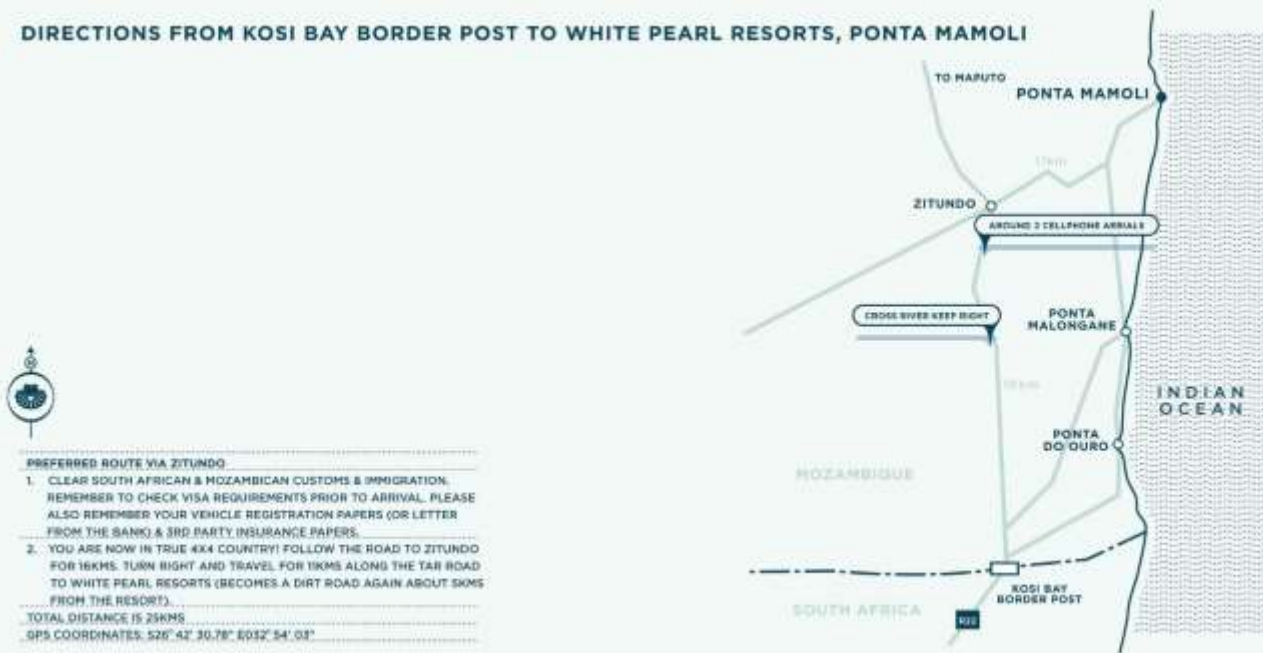 DIRECTIONS FROM KOSI BAY BORDER POST TO WHITE PEARL RESORTS, PONTA MAMOLI
TO MAPUTO
PONTA MAMOLI
ZITUNDO
AROUND 2 CELLPHONE ARRIALS
CROSS RIVER KEEP RIGHT
PONTA
MALONGANE
INDIAN
OCEAN
PONTA
DO OURO
MOZAMBIQUE
KOSI BAY
BORDER POST
SOUTH AFRICA
R22
N
PREFERRED ROUTE VIA ZITUNDO
1. CLEAR SOUTH AFRICAN & MOZAMBICAN CUSTOMS & IMMIGRATION.
REMEMBER TO CHECK VISA REQUIREMENTS PRIOR TO ARRIVAL. PLEASE
ALSO REMEMBER YOUR VEHICLE REGISTRATION PAPERS (OR LETTER
FROM THE BANK) & 3RD PARTY INSURANCE PAPERS.
2. YOU ARE NOW IN TRUE 4X4 COUNTRY! FOLLOW THE ROAD TO ZITUNDO
FOR 16KMS. TURN RIGHT AND TRAVEL FOR 11KMS ALONG THE TAR ROAD
TO WHITE PEARL RESORTS (BECOMES A DIRT ROAD AGAIN ABOUT 5KMS
FROM THE RESORT).
TOTAL DISTANCE IS 25KMS
GPS COORDINATES: S26° 42' 30.78" E032° 54' 03"